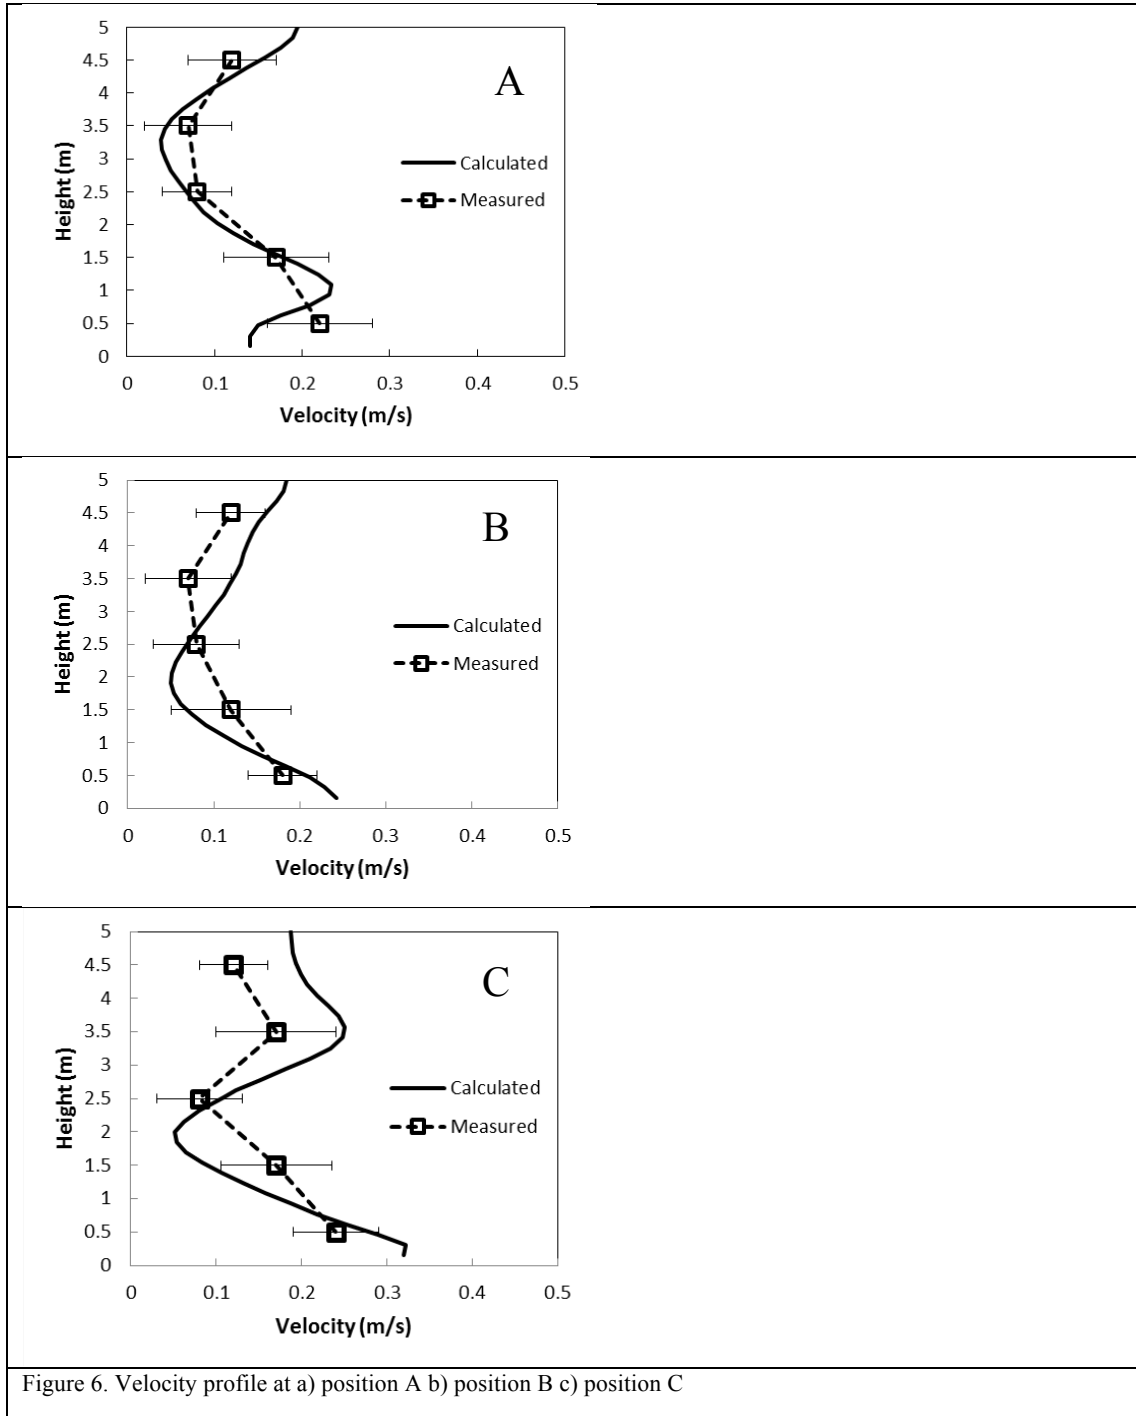 5
4.5
4
3.5
3
2.5
2
1.5
1
0.5
0
Height (m)
A
Calculated
Measured
0 0.1 0.2 0.3 0.4 0.5
Velocity (m/s)
5
4.5
4
3.5
3
2.5
2
1.5
1
0.5
0
Height (m)
B
Calculated
Measured
0 0.1 0.2 0.3 0.4 0.5
Velocity (m/s)
5
4.5
4
3.5
3
2.5
2
1.5
1
0.5
0
Height (m)
C
Calculated
Measured
0 0.1 0.2 0.3 0.4 0.5
Velocity (m/s)
Figure 6. Velocity profile at a) position A b) position B c) position C